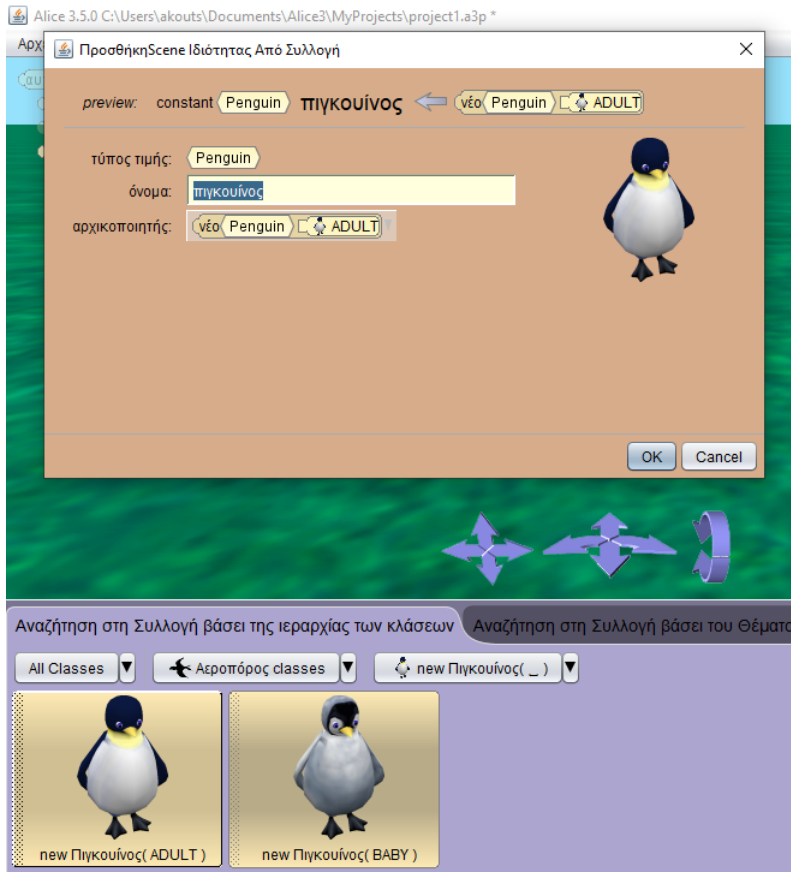 Alice 3.5.0 C:\Users\akouts\Documents\Alice3\MyProjects\project1.a3p *
ΠροσθήκηScene Ιδιότητας Από Συλλογή
preview: constant Penguin πιγκουίνος νέο Penguin ADULT
τύπος τιμής: Penguin
όνομα: πιγκουίνος
αρχικοποιητής: νέο Penguin ADULT
OK Cancel
Αναζήτηση στη Συλλογή βάσει της ιεραρχίας των κλάσεων Αναζήτηση στη Συλλογή βάσει του
All Classes Αεροπόρος classes new Πιγκουίνος( _ )
new Πιγκουίνος( ADULT ) new Πιγκουίνος( BABY )